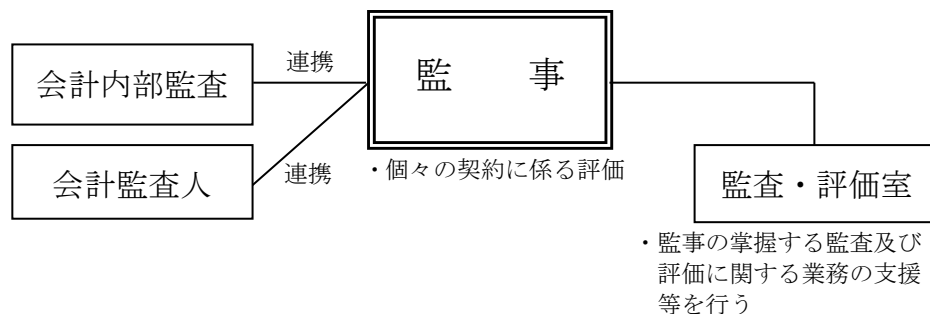 連携
監　　事
会計内部監査
会計監査人
連携
・個々の契約に係る評価
監査・評価室
・監事の掌握する監査及び
評価に関する業務の支援
等を行う